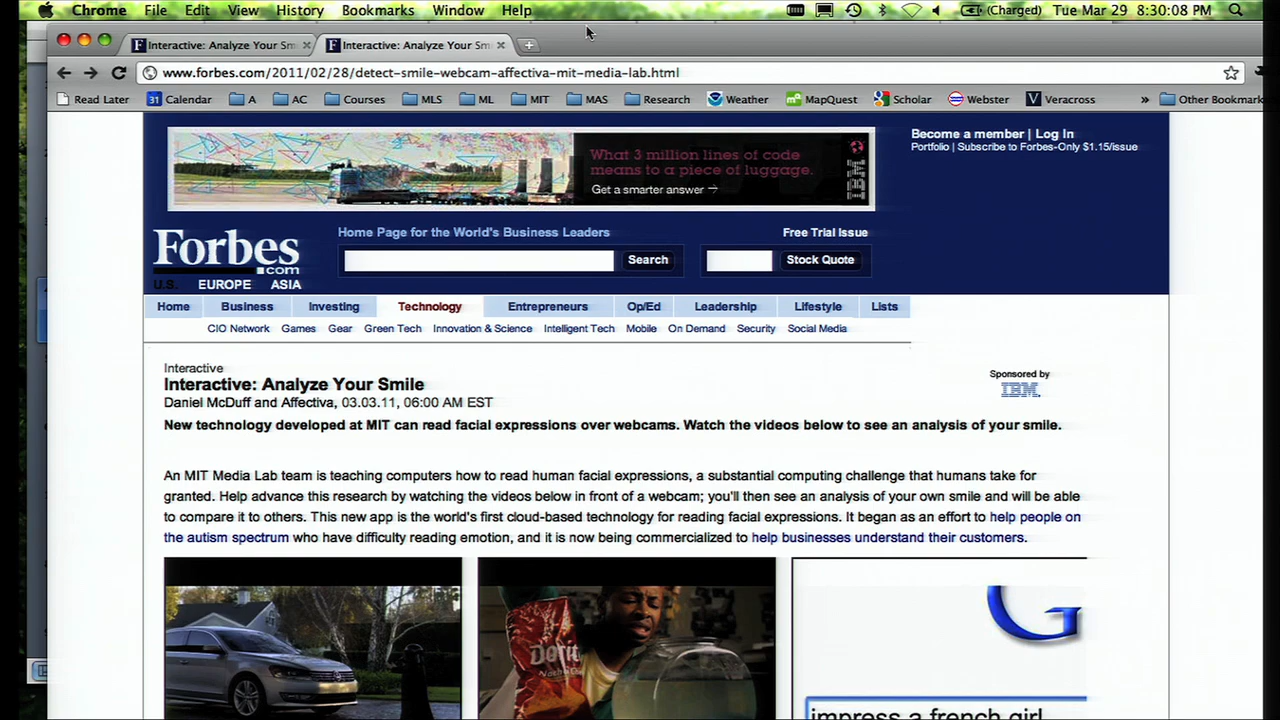 Chrome File Edit View History Bookmarks Window Help (Charged) Tue Mar 29 8:30:08 PM
Interactive: Analyze Your Sm Interactive: Analyze Your Sm
www.forbes.com/2011/02/28/detect-smile-webcam-affectiva-mit-media-lab.html
Read Later 31 Calendar A AC Courses MLS ML MIT MAS Research Weather MapQuest Scholar Webster V Veracross » Other Bookmark
What 3 million lines of code
means to a piece of luggage.
Get a smarter answer →
IBM
Become a member | Log In
Portfolio | Subscribe to Forbes-Only $1.15/issue
Forbes
.com
U.S. EUROPE ASIA
Home Page for the World's Business Leaders Free Trial Issue
Search Stock Quote
Home Business Investing Technology Entrepreneurs Op/Ed Leadership Lifestyle Lists
CIO Network Games Gear Green Tech Innovation & Science Intelligent Tech Mobile On Demand Security Social Media
Interactive
Interactive: Analyze Your Smile
Daniel McDuff and Affectiva, 03.03.11, 06:00 AM EST
Sponsored by
IBM
New technology developed at MIT can read facial expressions over webcams. Watch the videos below to see an analysis of your smile.
An MIT Media Lab team is teaching computers how to read human facial expressions, a substantial computing challenge that humans take for
granted. Help advance this research by watching the videos below in front of a webcam; you'll then see an analysis of your own smile and will be able
to compare it to others. This new app is the world's first cloud-based technology for reading facial expressions. It began as an effort to help people on
the autism spectrum who have difficulty reading emotion, and it is now being commercialized to help businesses understand their customers.
Doritos
G
impress a french girl